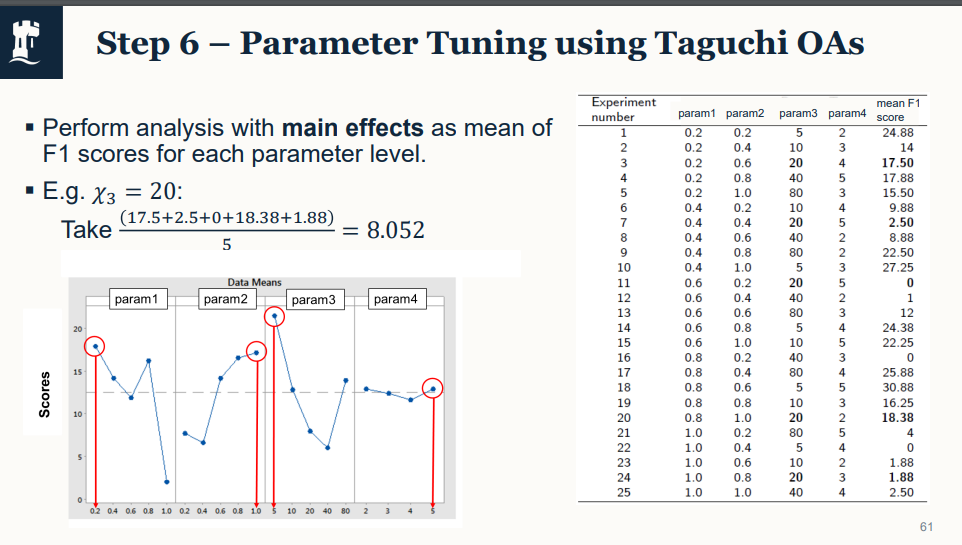 Step 6 – Parameter Tuning using Taguchi OAs
▪ Perform analysis with main effects as mean of
F1 scores for each parameter level.
▪ E.g. χ₃ = 20:
Take (17.5+2.5+0+18.38+1.88) / 5 = 8.052
Data Means
param1 param2 param3 param4
Scores
20
15
10
5
0
0.2 0.4 0.6 0.8 1.0 0.2 0.4 0.6 0.8 1.0 5 10 20 40 80 2 3 4 5
Experiment number param1 param2 param3 param4 mean F1 score
1 0.2 0.2 5 2 24.88
2 0.2 0.4 10 3 14
3 0.2 0.6 20 4 17.50
4 0.2 0.8 40 5 17.88
5 0.2 1.0 80 3 15.50
6 0.4 0.2 10 4 9.88
7 0.4 0.4 20 5 2.50
8 0.4 0.6 40 2 8.88
9 0.4 0.8 80 2 22.50
10 0.4 1.0 5 3 27.25
11 0.6 0.2 20 5 0
12 0.6 0.4 40 2 1
13 0.6 0.6 80 3 12
14 0.6 0.8 5 4 24.38
15 0.6 1.0 10 5 22.25
16 0.8 0.2 40 3 0
17 0.8 0.4 80 4 25.88
18 0.8 0.6 5 5 30.88
19 0.8 0.8 10 3 16.25
20 0.8 1.0 20 2 18.38
21 1.0 0.2 80 5 4
22 1.0 0.4 5 4 0
23 1.0 0.6 10 2 1.88
24 1.0 0.8 20 3 1.88
25 1.0 1.0 40 4 2.50
61